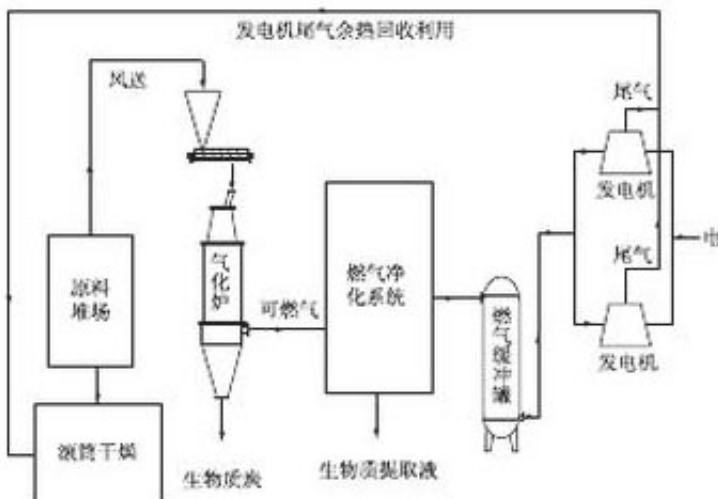 发电机尾气余热回收利用
风送
尾气
发电机
尾气
发电机
电
原料
堆场
气化炉
可燃气
燃气净
化系统
燃气缓冲罐
滚筒干燥
生物质炭
生物质提取液